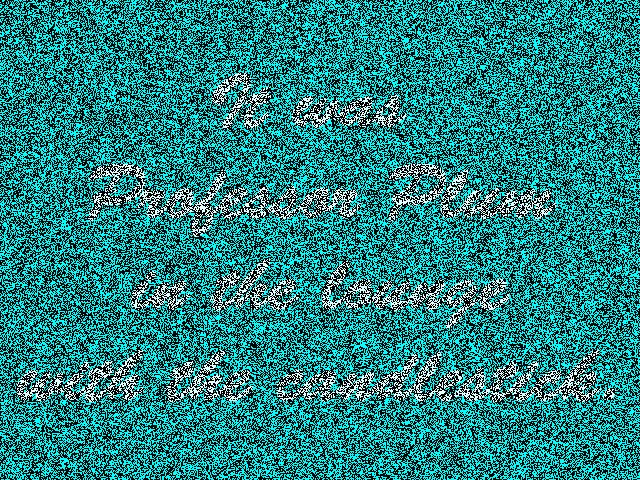 It was
Professor Plum
in the lounge
with the candlestick.